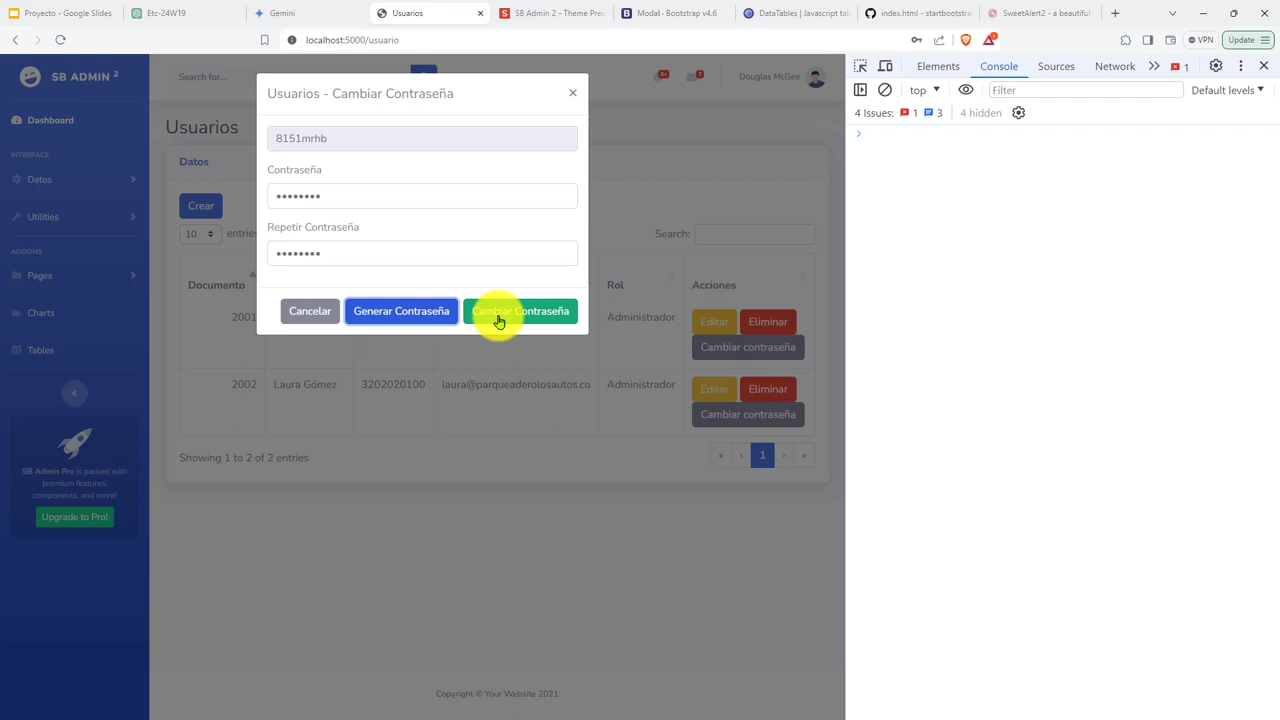 Proyecto - Google Slides
Etc-24W19
Gemini
Usuarios
SB Admin 2 - Theme Prev
Modal · Bootstrap v4.6
DataTables | Javascript tab
index.html - startbootstra
SweetAlert2 - a beautiful,
localhost:5000/usuario
VPN
Update
SB ADMIN 2
Search for...
3+
7
Douglas McGee
Dashboard
INTERFACE
Datos
Utilities
ADDONS
Pages
Charts
Tables
SB Admin Pro is packed with
premium features,
components, and more!
Upgrade to Pro!
Usuarios
Datos
Crear
10
entries
Search:
Documento
Rol
Acciones
2001
Administrador
Editar
Eliminar
Cambiar contraseña
2002
Laura Gómez
3202020100
laura@parqueaderolosautos.co
Administrador
Editar
Eliminar
Cambiar contraseña
Showing 1 to 2 of 2 entries
« ‹ 1 › »
Copyright © Your Website 2021
Usuarios - Cambiar Contraseña
×
8151mrhb
Contraseña
••••••••
Repetir Contraseña
••••••••
Cancelar
Generar Contraseña
Cambiar Contraseña
Elements
Console
Sources
Network
1
top
Filter
Default levels
4 Issues:
1
3
4 hidden